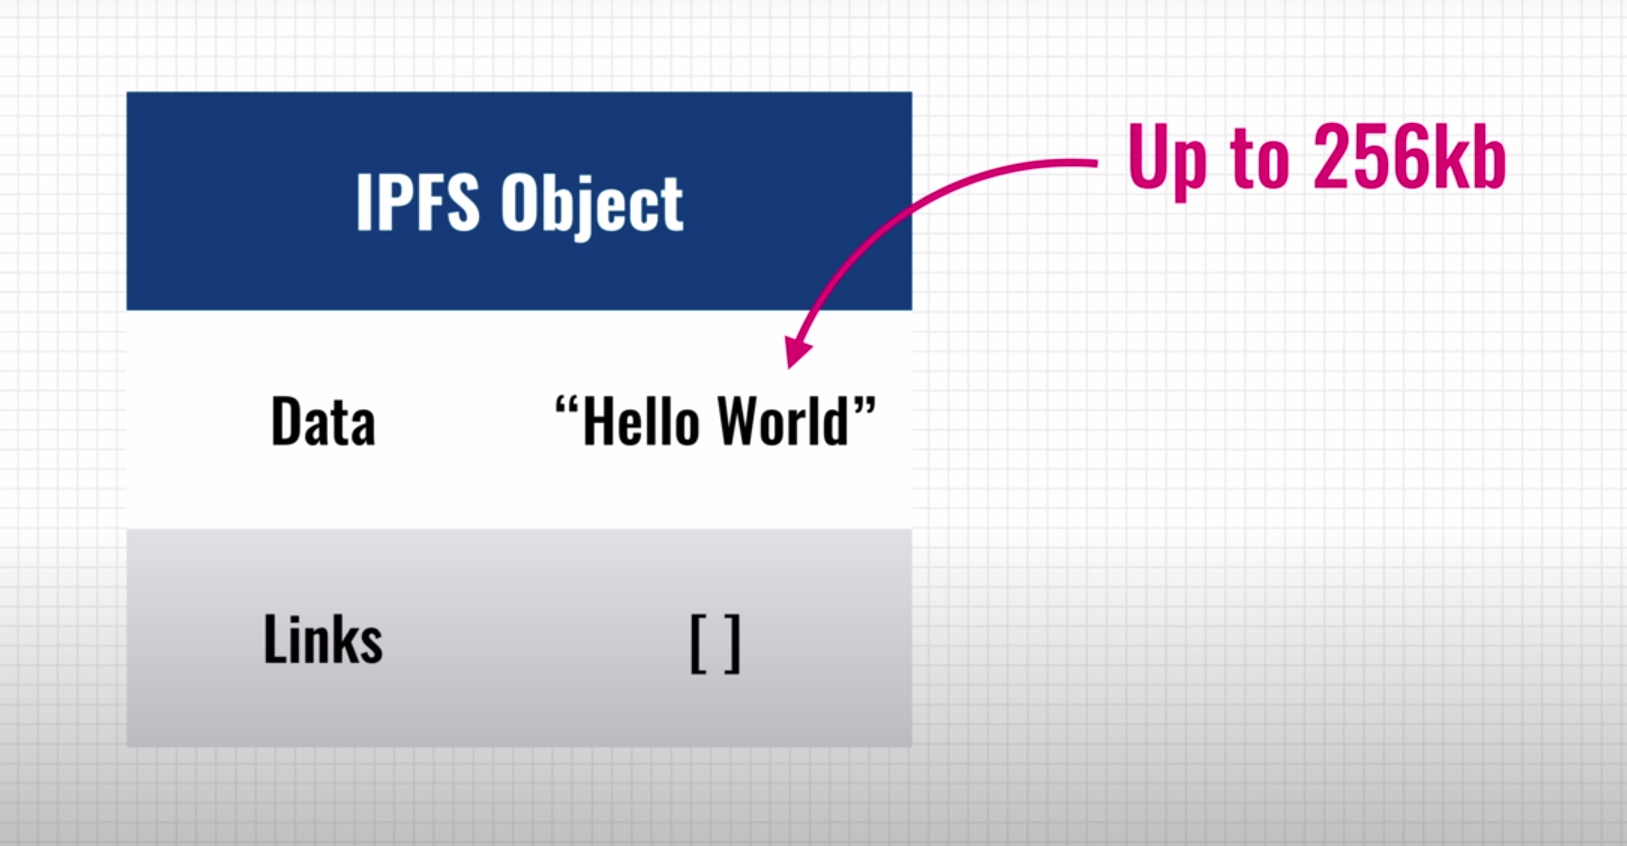 IPFS Object
Up to 256kb
Data “Hello World”
Links [ ]